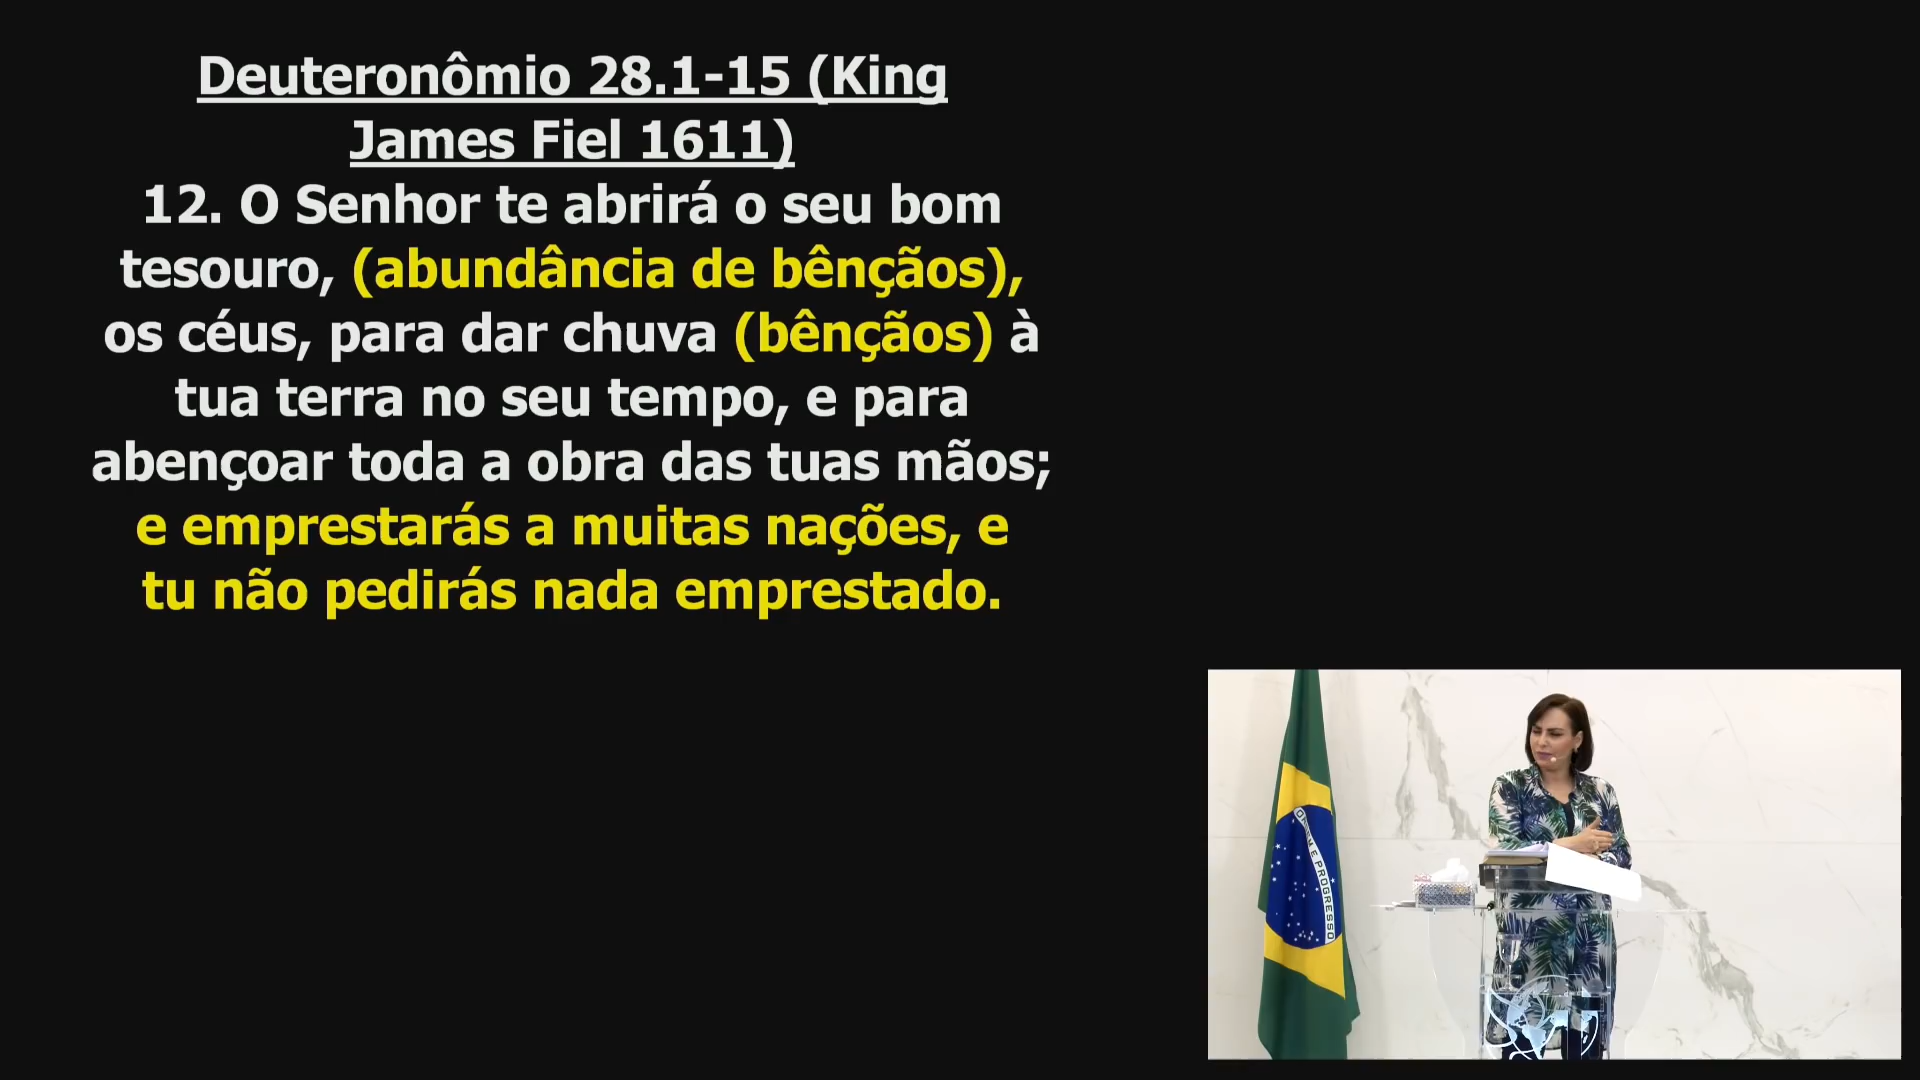 Deuteronômio 28.1-15 (King
James Fiel 1611)
12. O Senhor te abrirá o seu bom
tesouro, (abundância de bênçãos),
os céus, para dar chuva (bênçãos) à
tua terra no seu tempo, e para
abençoar toda a obra das tuas mãos;
e emprestarás a muitas nações, e
tu não pedirás nada emprestado.
E PROGRESSO